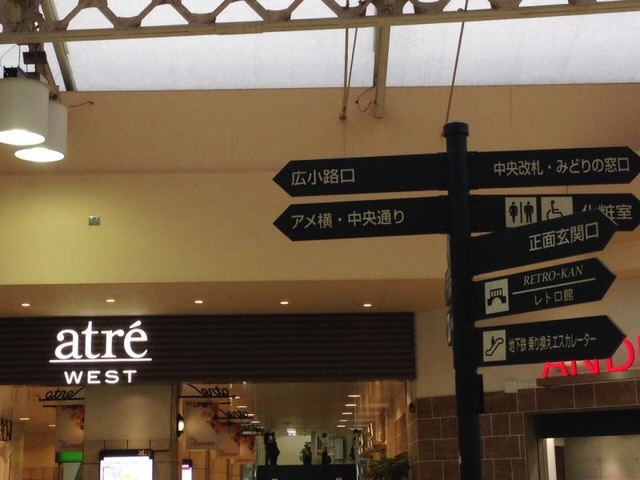 広小路口
中央改札・みどりの窓口
アメ横・中央通り
化粧室
正面玄関口
RETRO-KAN
レトロ館
地下鉄 乗り換えエスカレーター
atré
WEST